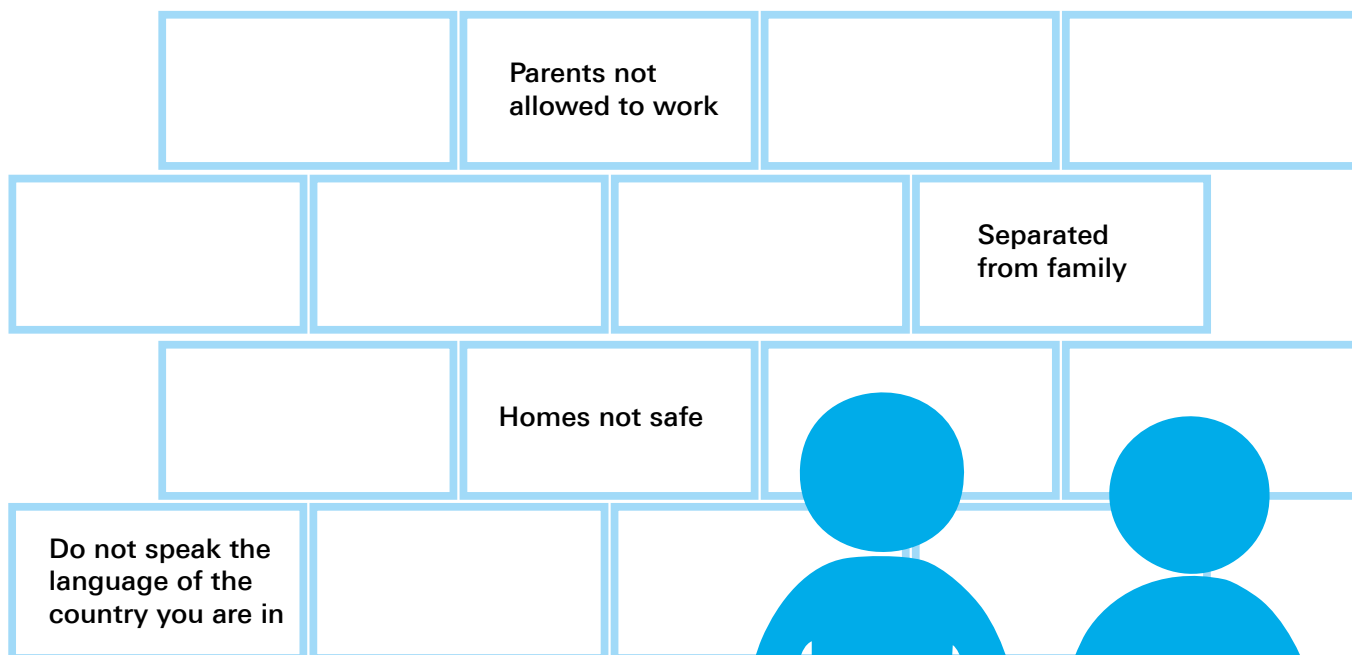 Parents not
allowed to work
Separated
from family
Homes not safe
Do not speak the
language of the
country you are in